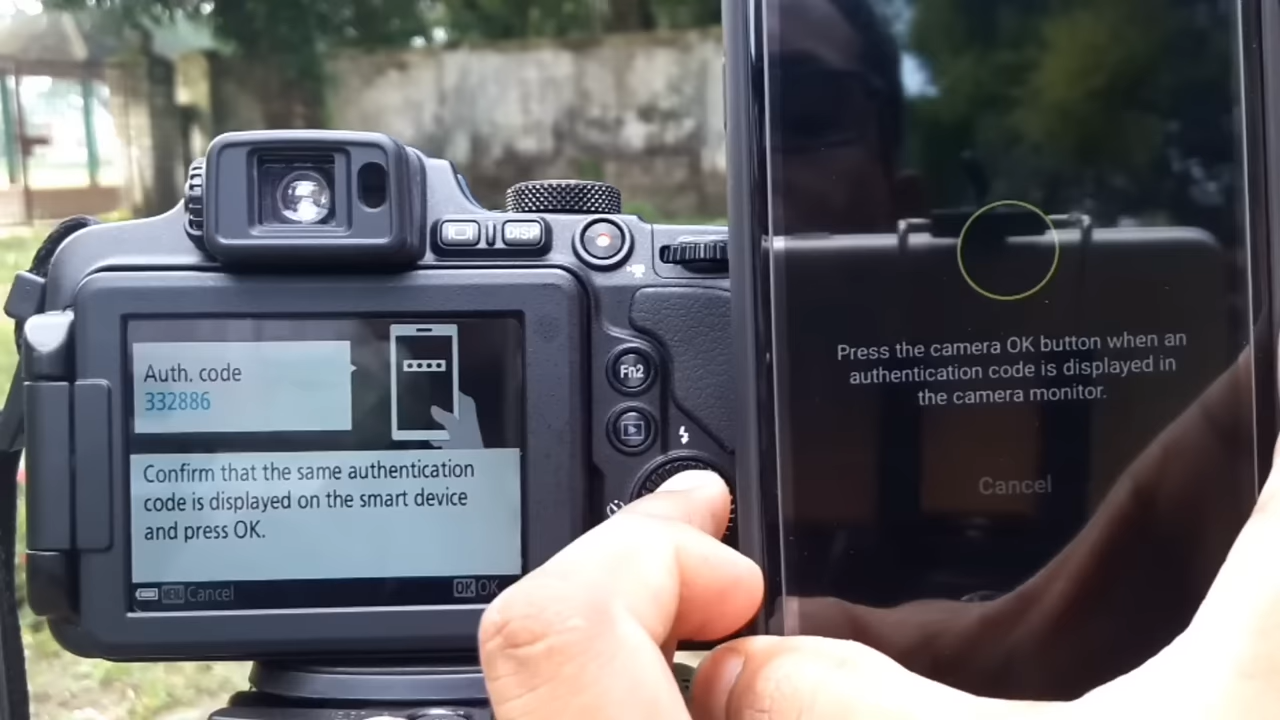 DISP
Fn2
Auth. code
332886
Confirm that the same authentication
code is displayed on the smart device
and press OK.
MENU Cancel
OK OK
Press the camera OK button when an
authentication code is displayed in
the camera monitor.
Cancel